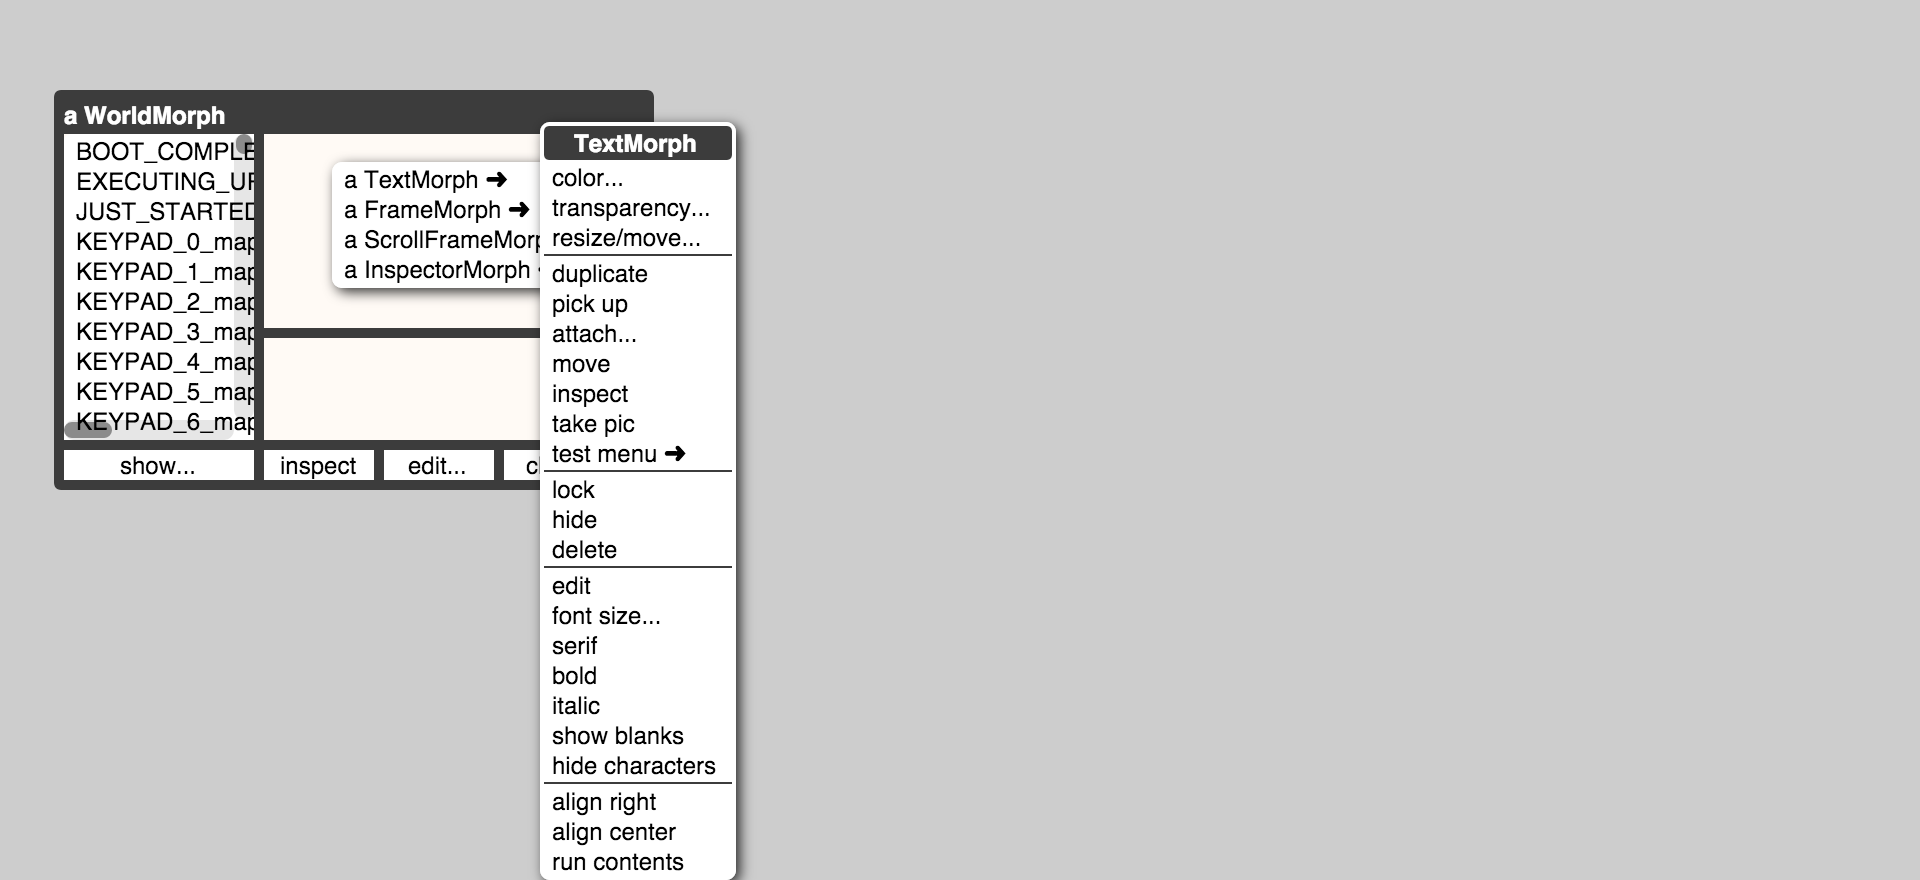 a WorldMorph
BOOT_COMPLE
EXECUTING_UR
JUST_STARTED
KEYPAD_0_map
KEYPAD_1_map
KEYPAD_2_map
KEYPAD_3_map
KEYPAD_4_map
KEYPAD_5_map
KEYPAD_6_map
show...
inspect
edit...
a TextMorph ➜
a FrameMorph ➜
a ScrollFrameMorp
a InspectorMorph
TextMorph
color...
transparency...
resize/move...
duplicate
pick up
attach...
move
inspect
take pic
test menu ➜
lock
hide
delete
edit
font size...
serif
bold
italic
show blanks
hide characters
align right
align center
run contents